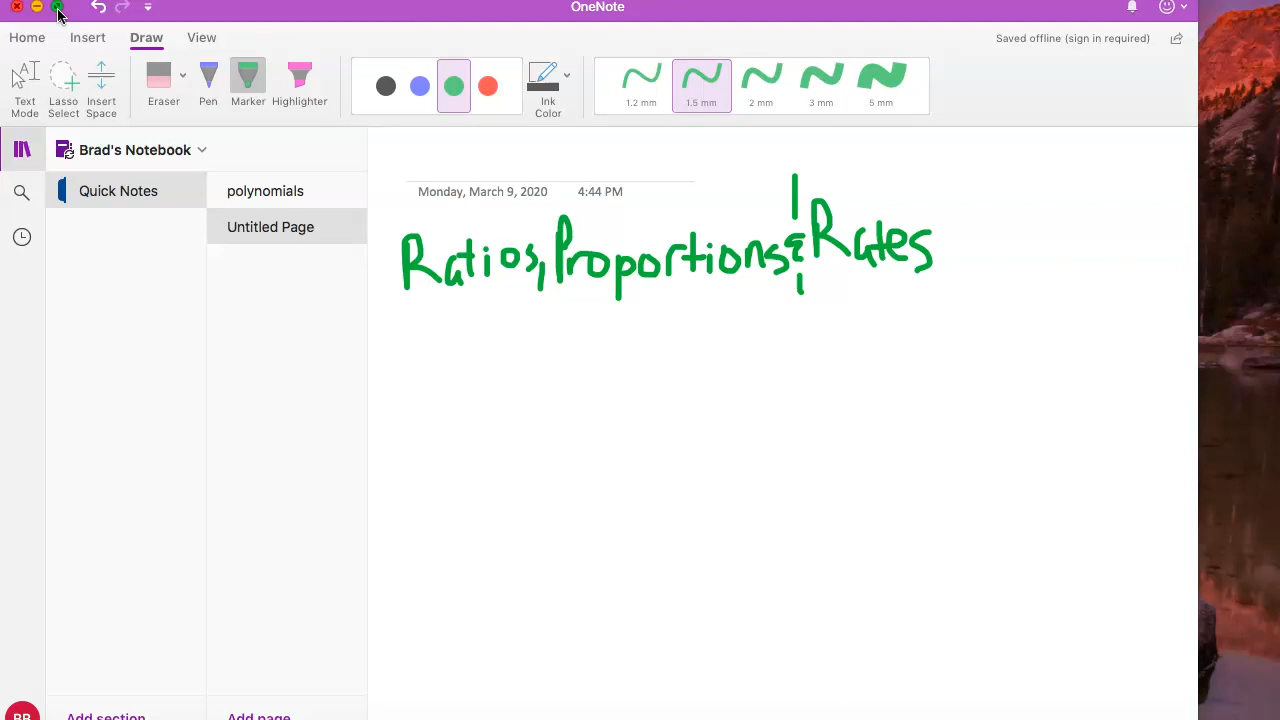 OneNote
Home Insert Draw View
Saved offline (sign in required)
Text Mode
Lasso Select
Insert Space
Eraser
Pen
Marker
Highlighter
Ink Color
1.2 mm
1.5 mm
2 mm
3 mm
5 mm
Brad's Notebook
Quick Notes
polynomials
Untitled Page
Monday, March 9, 2020 4:44 PM
Ratios, Proportions & Rates
Add section
Add page